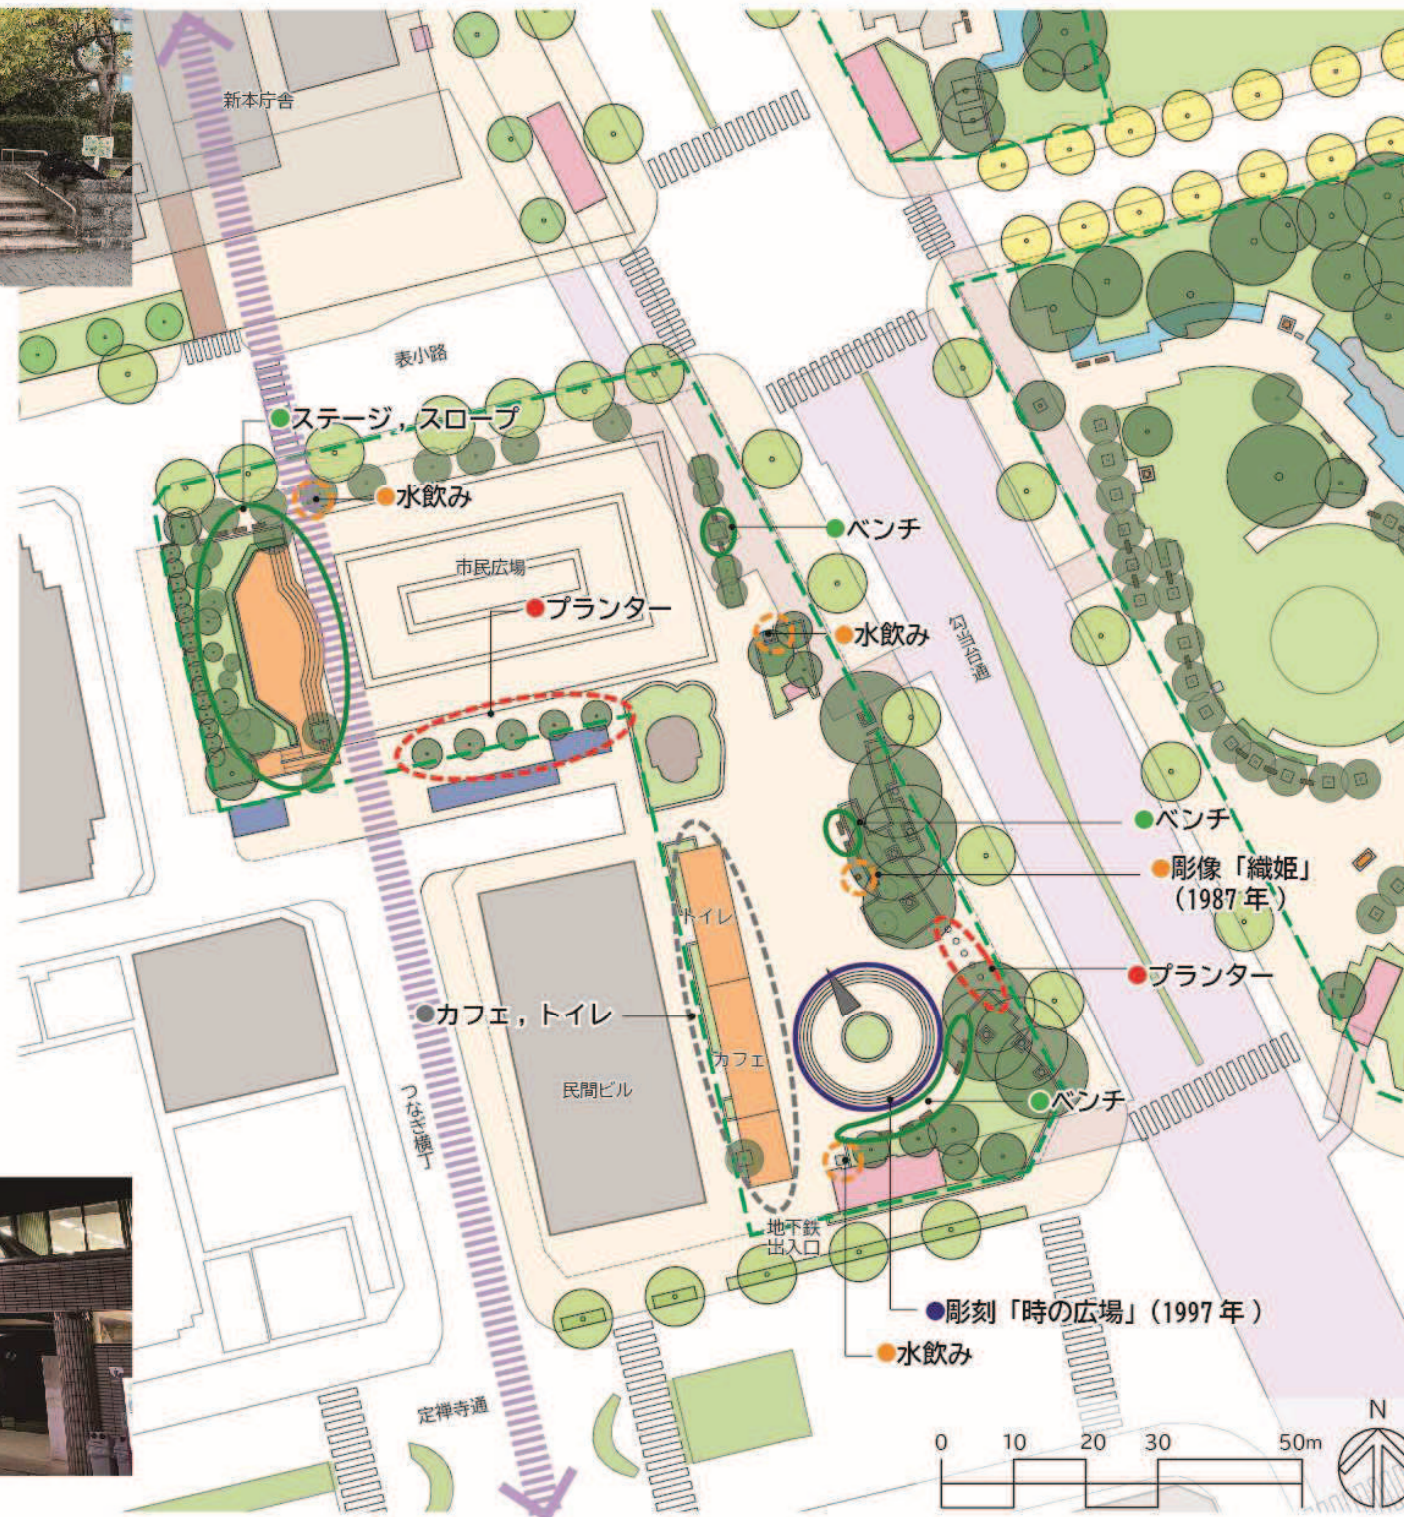 新本庁舎
表小路
ステージ，スロープ
水飲み
ベンチ
市民広場
プランター
水飲み
勾当台通
ベンチ
彫像「織姫」
（1987 年）
トイレ
プランター
カフェ，トイレ
カフェ
民間ビル
つなぎ横丁
ベンチ
地下鉄
出入口
彫刻「時の広場」（1997 年）
水飲み
定禅寺通
N
0 10 20 30 50m